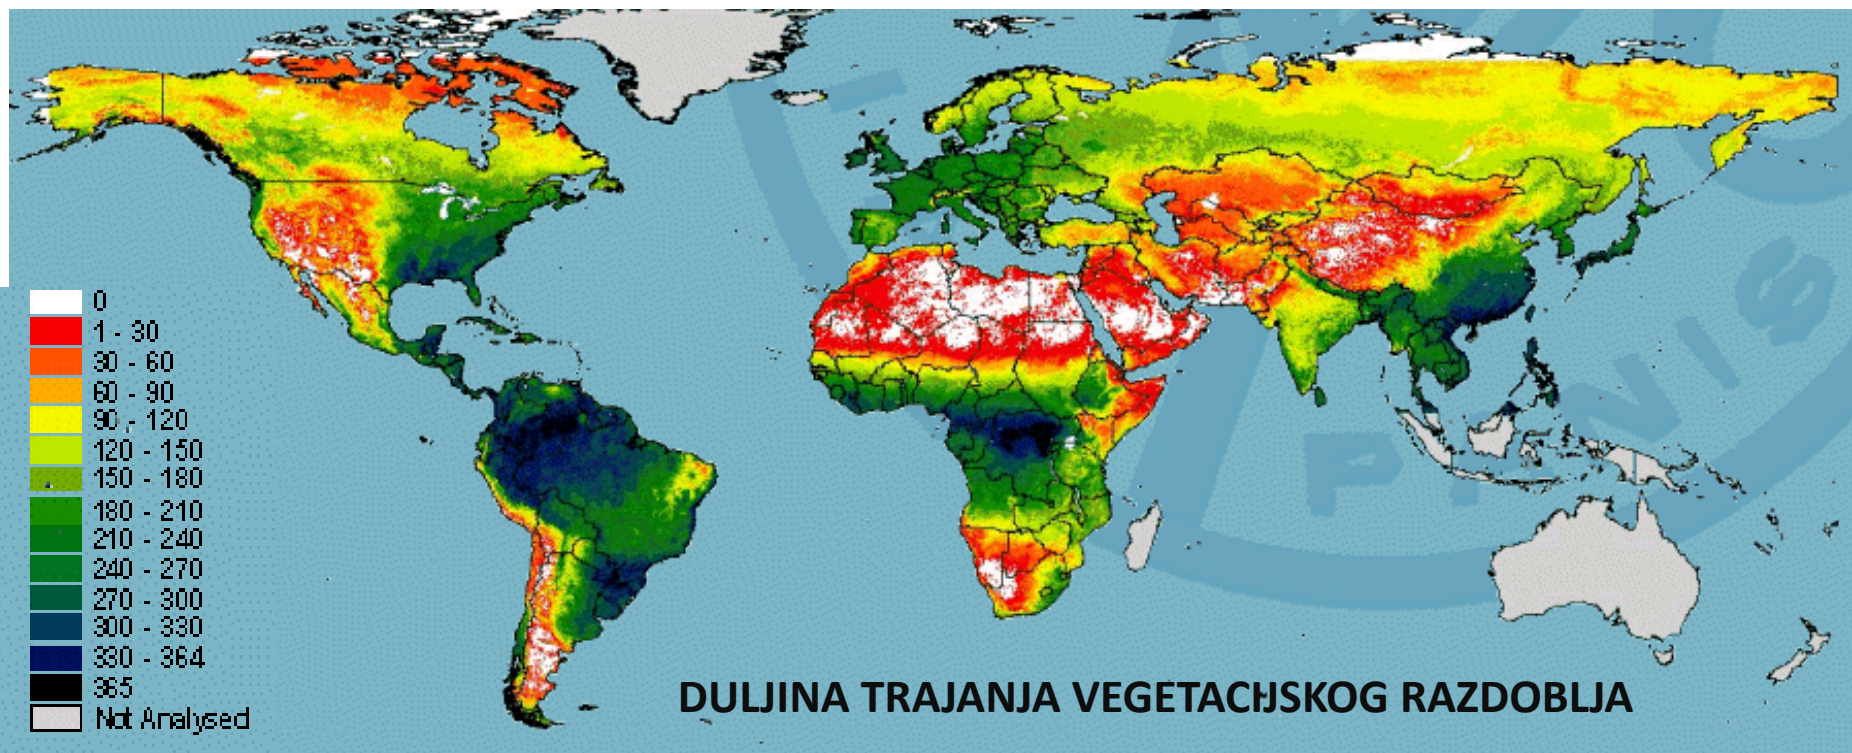 0
1 - 30
30 - 60
60 - 90
90 - 120
120 - 150
150 - 180
180 - 210
210 - 240
240 - 270
270 - 300
300 - 330
330 - 364
365
Not Analysed
DULJINA TRAJANJA VEGETACIJSKOG RAZDOBLJA